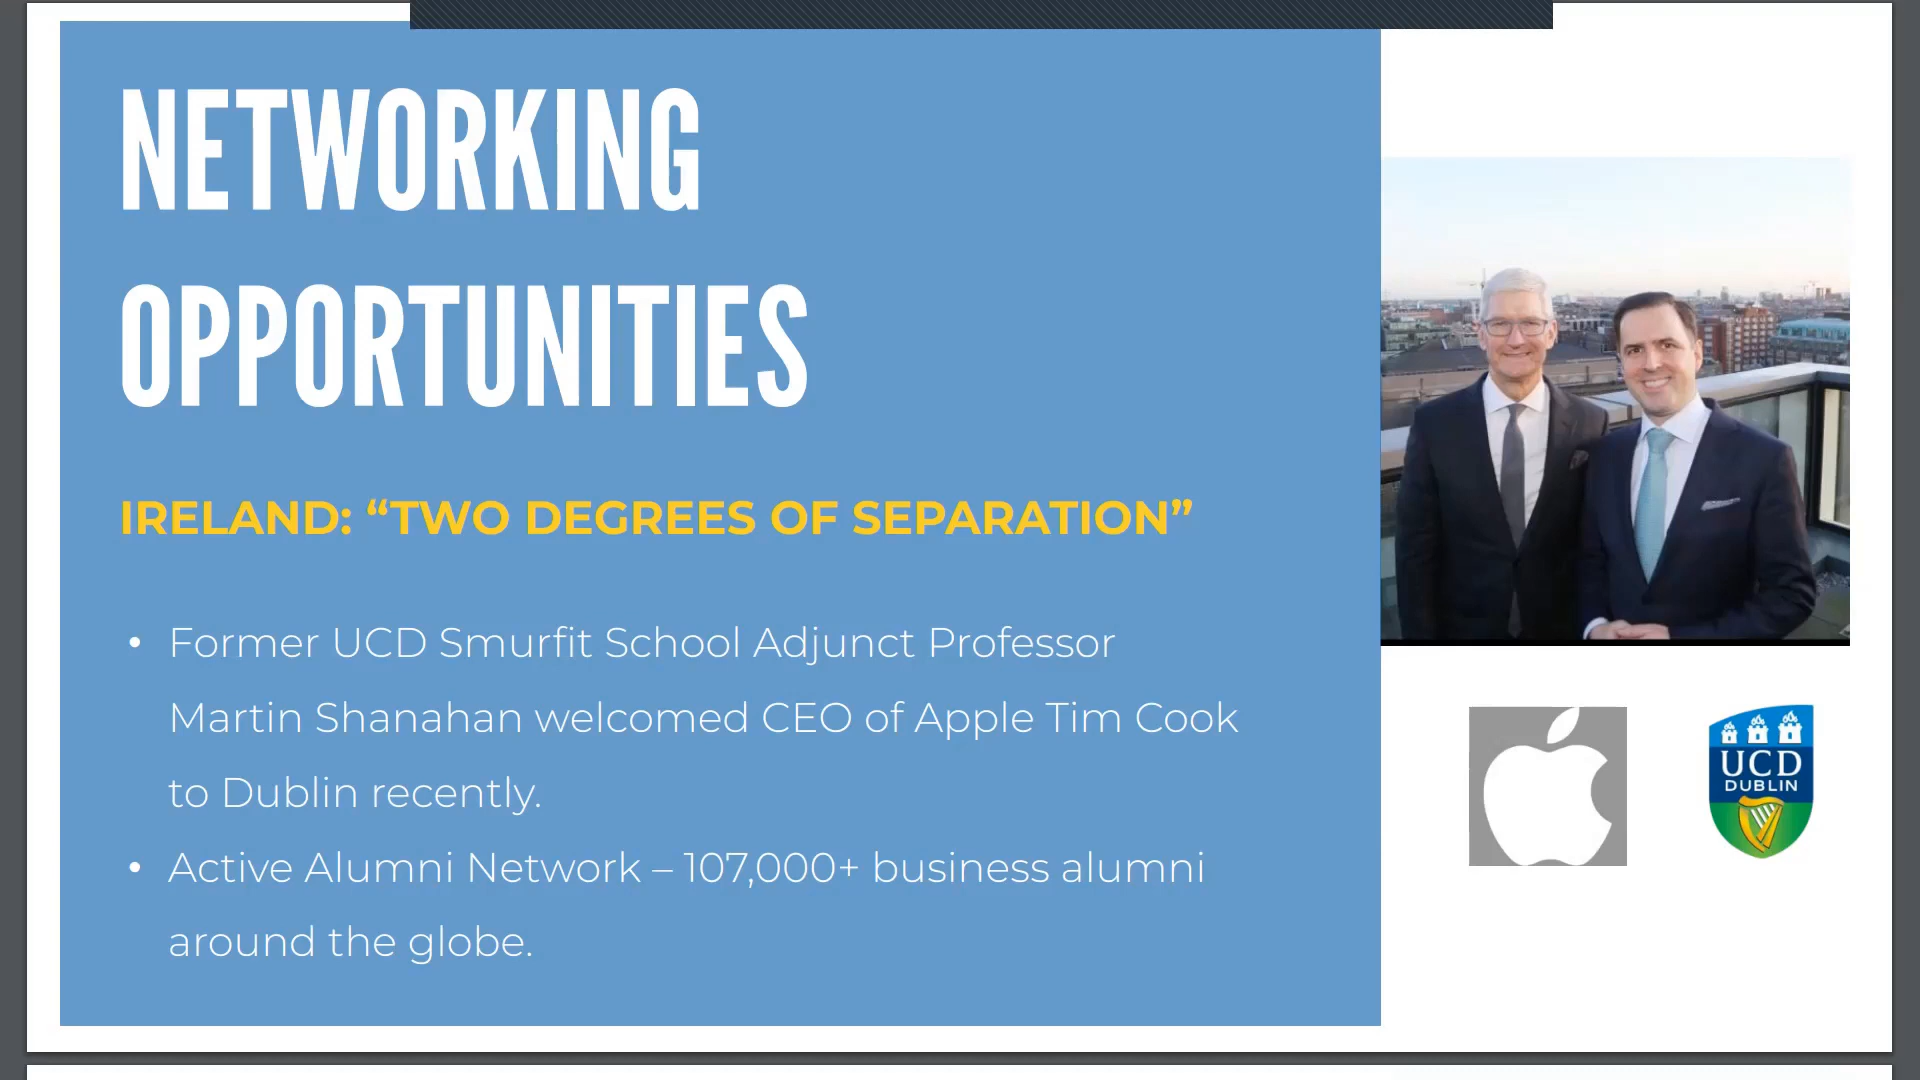 NETWORKING
OPPORTUNITIES
IRELAND: “TWO DEGREES OF SEPARATION”
• Former UCD Smurfit School Adjunct Professor
Martin Shanahan welcomed CEO of Apple Tim Cook
to Dublin recently.
• Active Alumni Network – 107,000+ business alumni
around the globe.
UCD
DUBLIN